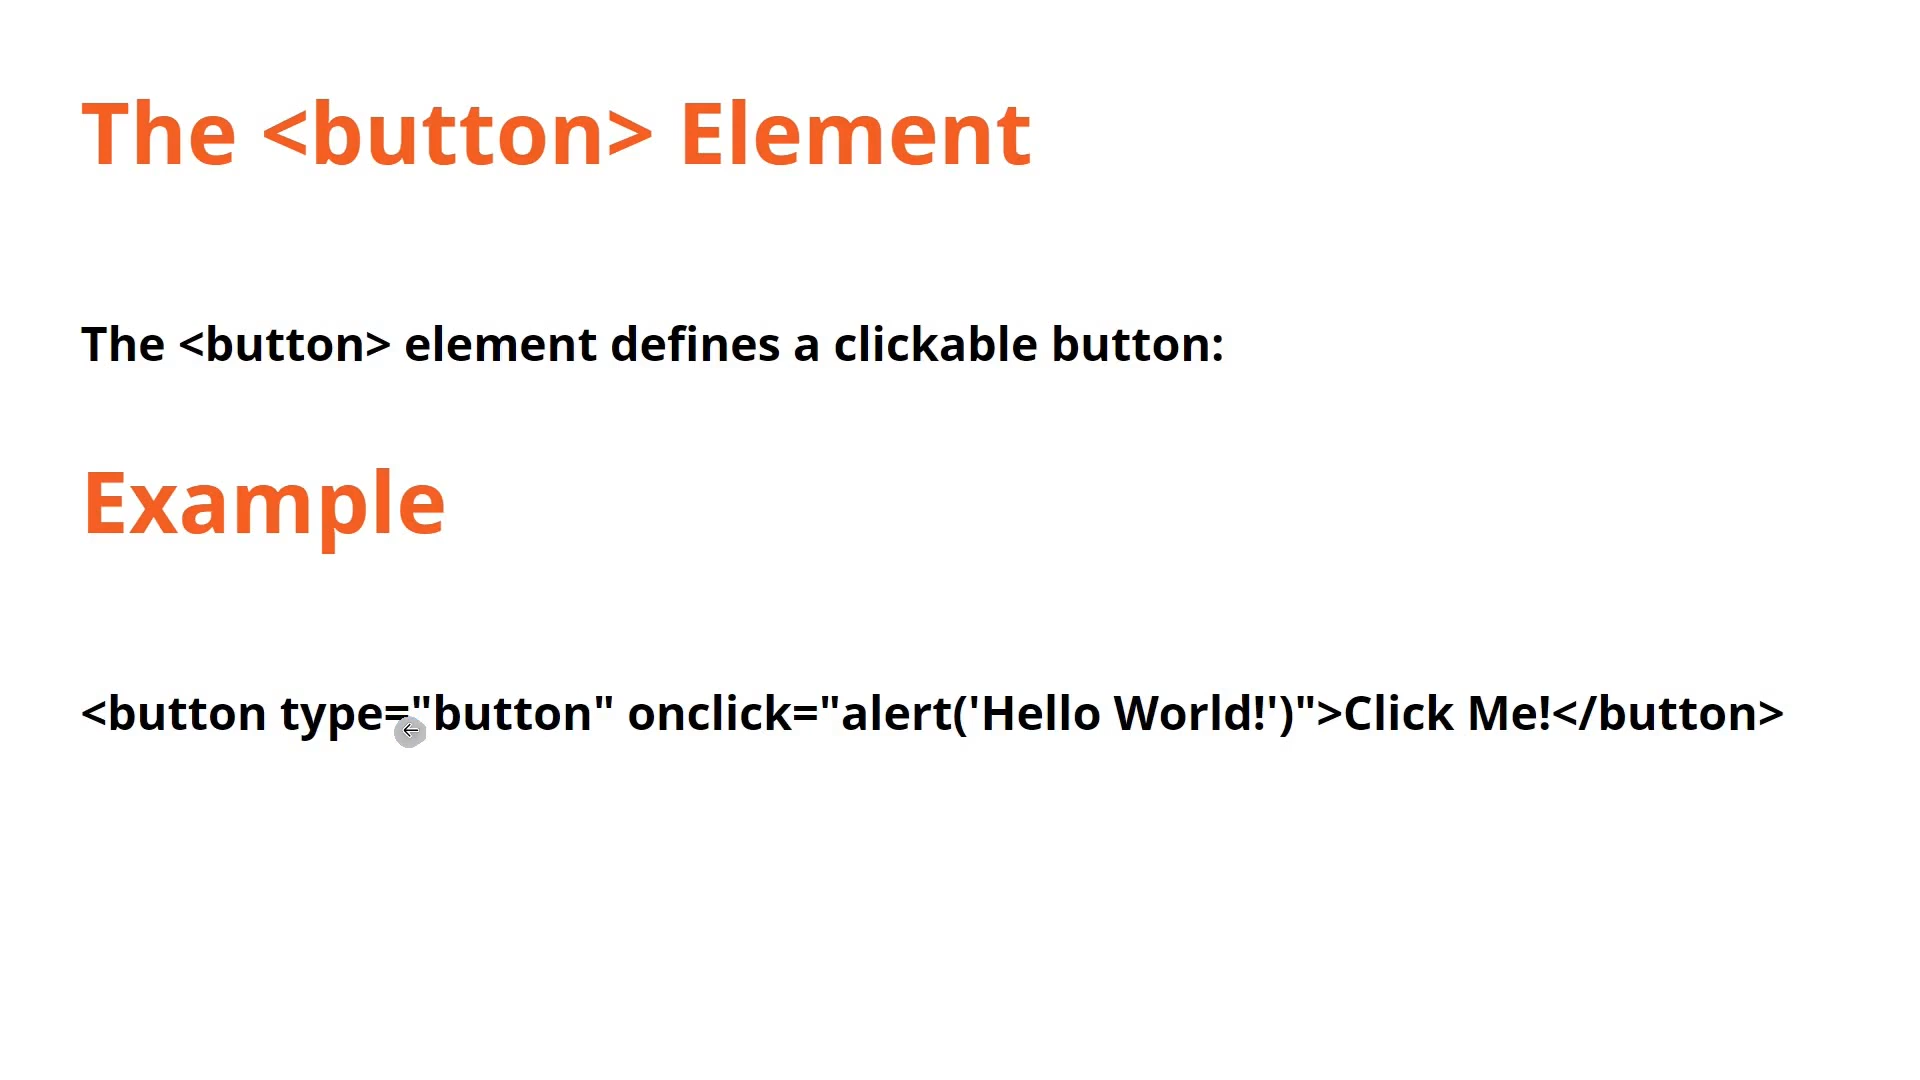 The <button> Element
The <button> element defines a clickable button:
Example
<button type="button" onclick="alert('Hello World!')">Click Me!</button>